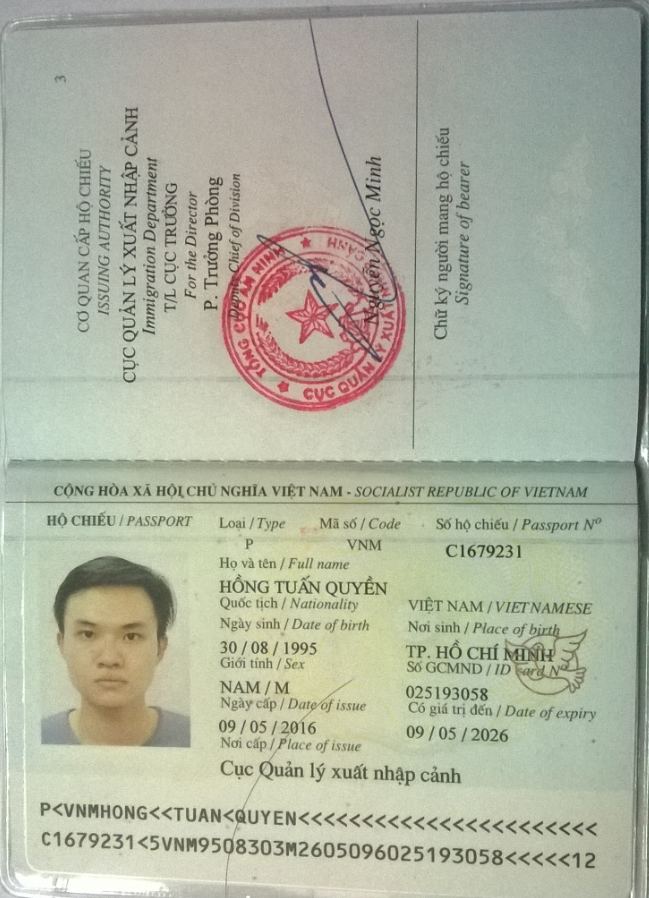 3
CƠ QUAN CẤP HỘ CHIẾU
ISSUING AUTHORITY
CỤC QUẢN LÝ XUẤT NHẬP CẢNH
Immigration Department
T/L CỤC TRƯỞNG
For the Director
P. Trưởng Phòng
Deputy Chief of Division
TỔNG CỤC AN NINH
CỤC QUẢN LÝ XUẤT
Nguyễn Ngọc Minh
Chữ ký người mang hộ chiếu
Signature of bearer
CỘNG HÒA XÃ HỘI CHỦ NGHĨA VIỆT NAM - SOCIALIST REPUBLIC OF VIETNAM
HỘ CHIẾU / PASSPORT Loại / Type Mã số / Code Số hộ chiếu / Passport Nº
P VNM C1679231
Họ và tên / Full name
HỒNG TUẤN QUYỀN
Quốc tịch / Nationality VIỆT NAM / VIETNAMESE
Ngày sinh / Date of birth Nơi sinh / Place of birth
30 / 08 / 1995 TP. HỒ CHÍ MINH
Giới tính / Sex Số GCMND / ID card Nº
NAM / M 025193058
Ngày cấp / Date of issue Có giá trị đến / Date of expiry
09 / 05 / 2016 09 / 05 / 2026
Nơi cấp / Place of issue
Cục Quản lý xuất nhập cảnh
P<VNMHONG<<TUAN<QUYEN<<<<<<<<<<<<<<<<<<<<<<<
C1679231<5VNM9508303M2605096025193058<<<<<12